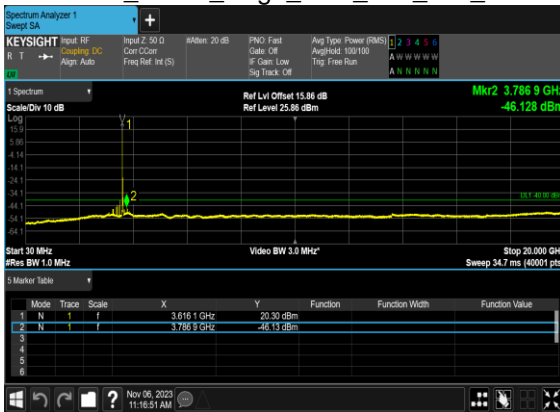 Spectrum Analyzer 1
Swept SA
+
KEYSIGHT
R T
Input: RF
Coupling: DC
Align: Auto
Input Z: 50 Ω
Corr CCorr
Freq Ref: Int (S)
#Atten: 20 dB
PNO: Fast
Gate: Off
IF Gain: Low
Sig Track: Off
Avg Type: Power (RMS)
Avg|Hold: 100/100
Trig: Free Run
1 2 3 4 5 6
A W W W W W
A N N N N N
1 Spectrum
Scale/Div 10 dB
Ref Lvl Offset 15.86 dB
Ref Level 25.86 dBm
Mkr2 3.786 9 GHz
-46.128 dBm
Log
15.9
5.86
-4.14
-14.1
-24.1
-34.1
-44.1
-54.1
-64.1
1
2
DL1 -40.00 dB
Start 30 MHz
#Res BW 1.0 MHz
Video BW 3.0 MHz*
Stop 20.000 GH
Sweep 34.7 ms (40001 pts
5 Marker Table
Mode Trace Scale X Y Function Function Width Function Value
1 N 1 f 3.616 1 GHz 20.30 dBm
2 N 1 f 3.786 9 GHz -46.13 dBm
3
4
5
6
?
Nov 06, 2023
11:16:51 AM